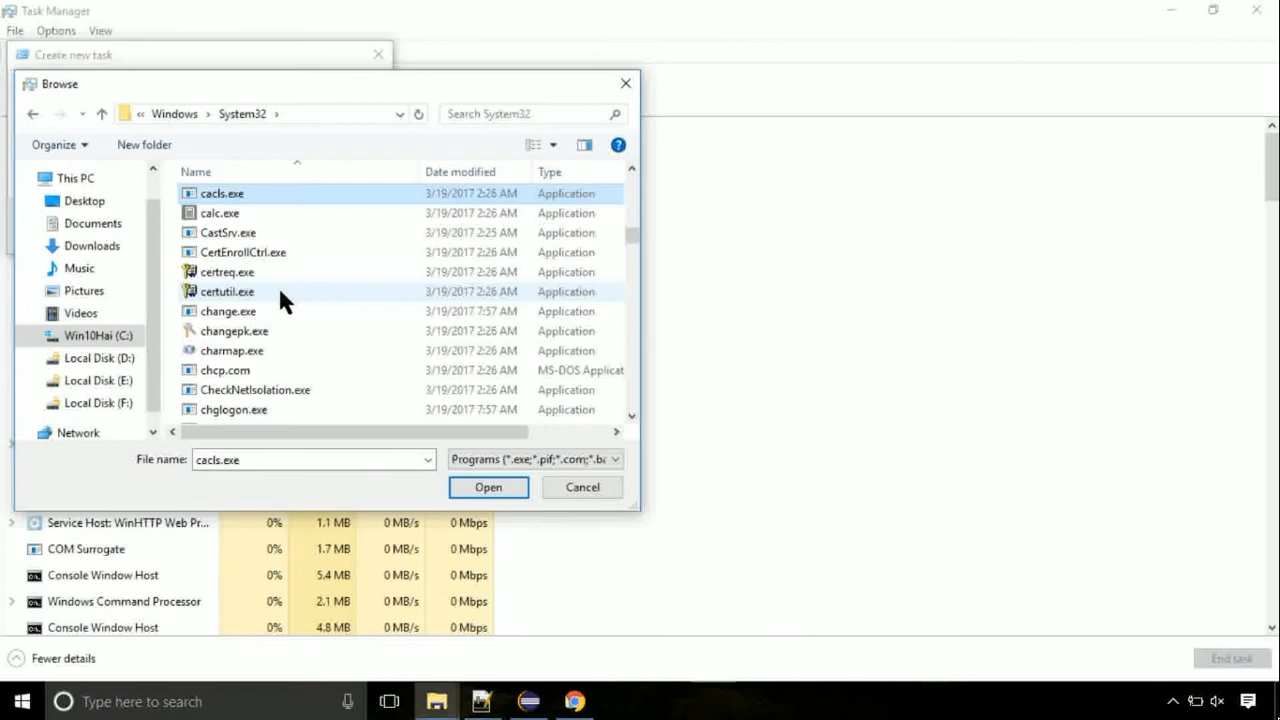 Task Manager
File Options View
Create new task
Browse
« Windows › System32 ›
Search System32
Organize New folder
Name Date modified Type
This PC
Desktop
Documents
Downloads
Music
Pictures
Videos
Win10Hai (C:)
Local Disk (D:)
Local Disk (E:)
Local Disk (F:)
Network
cacls.exe 3/19/2017 2:26 AM Application
calc.exe 3/19/2017 2:26 AM Application
CastSrv.exe 3/19/2017 2:25 AM Application
CertEnrollCtrl.exe 3/19/2017 2:26 AM Application
certreq.exe 3/19/2017 2:26 AM Application
certutil.exe 3/19/2017 2:26 AM Application
change.exe 3/19/2017 7:57 AM Application
changepk.exe 3/19/2017 2:26 AM Application
charmap.exe 3/19/2017 2:26 AM Application
chcp.com 3/19/2017 2:26 AM MS-DOS Applicat
CheckNetIsolation.exe 3/19/2017 2:26 AM Application
chglogon.exe 3/19/2017 7:57 AM Application
File name: cacls.exe Programs (*.exe;*.pif;*.com;*.ba
Open Cancel
Service Host: WinHTTP Web Pr... 0% 1.1 MB 0 MB/s 0 Mbps
COM Surrogate 0% 1.7 MB 0 MB/s 0 Mbps
Console Window Host 0% 5.4 MB 0 MB/s 0 Mbps
Windows Command Processor 0% 2.1 MB 0 MB/s 0 Mbps
Console Window Host 0% 4.8 MB 0 MB/s 0 Mbps
Fewer details
End task
Type here to search